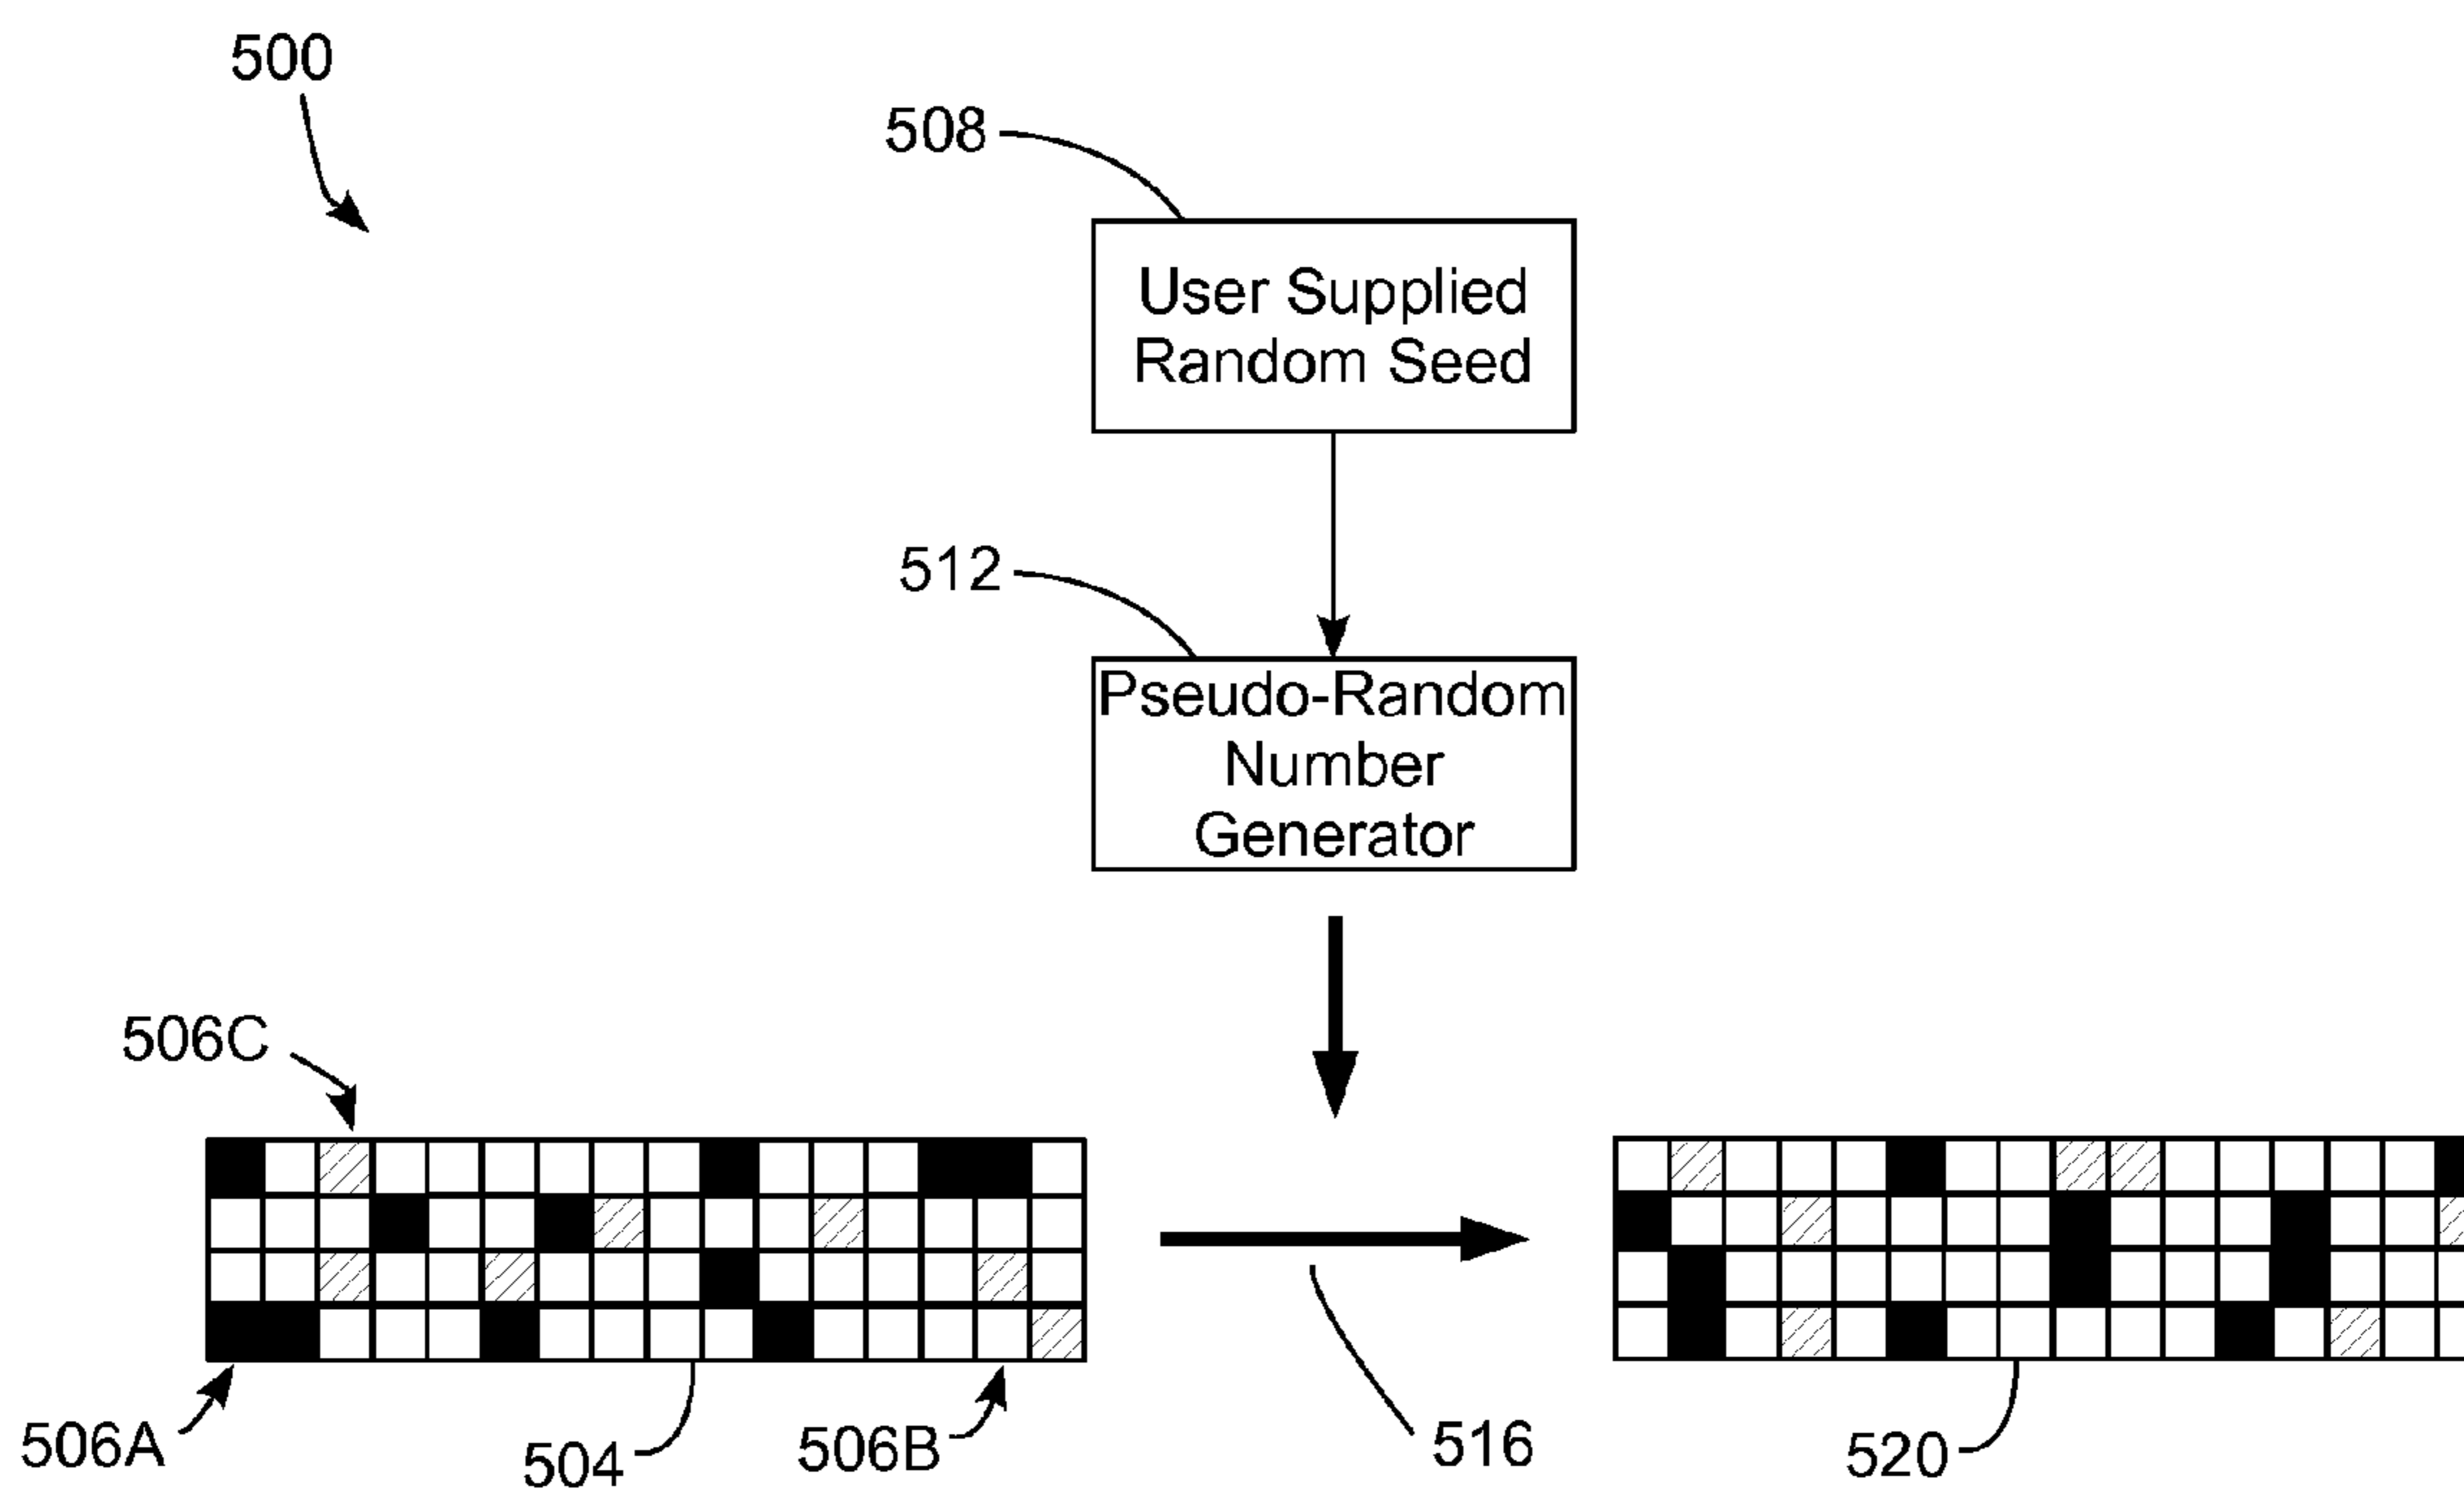 500
508
User Supplied
Random Seed
512
Pseudo-Random
Number
Generator
506C
506A
504
506B
516
520